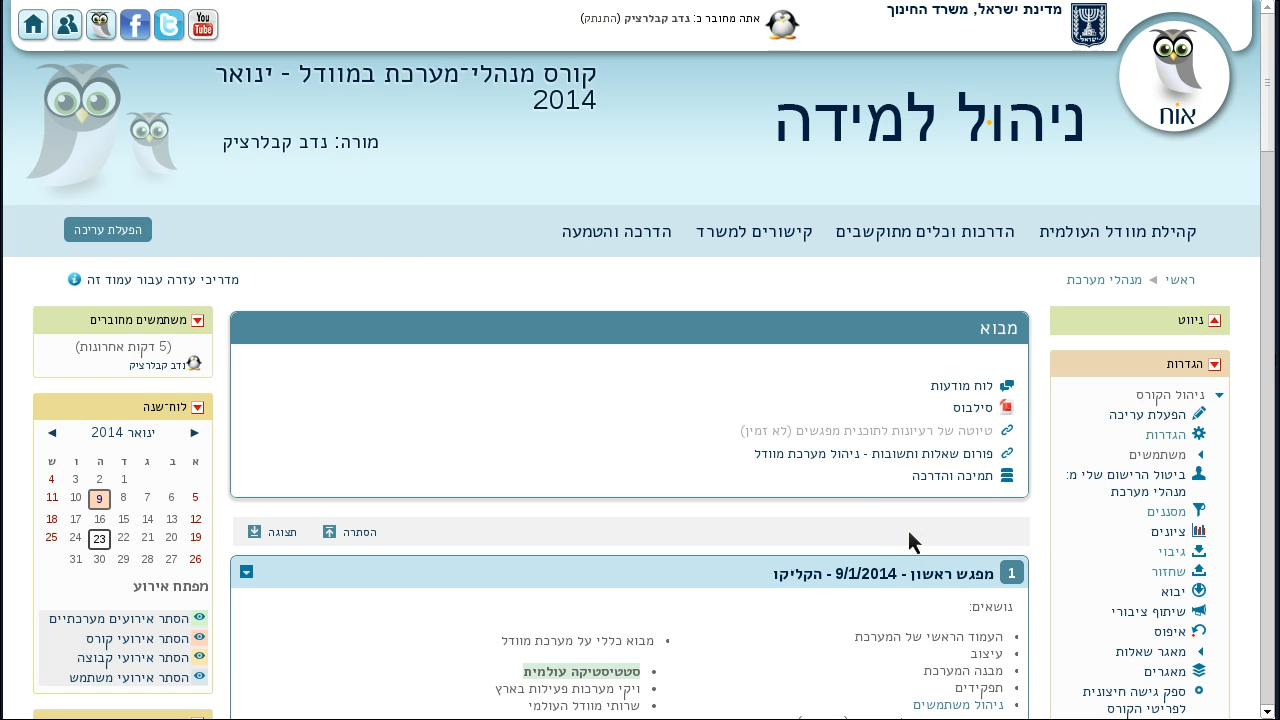 מדינת ישראל, משרד החינוך
אתה מחובר כ: נדב קבלרציק (התנתק)
You Tube
אוח
ניהול למידה
קורס מנהלי־מערכת במוודל - ינואר
2014
מורה: נדב קבלרציק
קהילת מוודל העולמית
הדרכות וכלים מתוקשבים
קישורים למשרד
הדרכה והטמעה
הפעלת עריכה
ראשי ◄ מנהלי מערכת
מדריכי עזרה עבור עמוד זה
ניווט
הגדרות
ניהול הקורס
הפעלת עריכה
הגדרות
משתמשים
ביטול הרישום שלי מ:
מנהלי מערכת
מסננים
ציונים
גיבוי
שחזור
יבוא
שיתוף ציבורי
איפוס
מאגר שאלות
מאגרים
ספק גישה חיצונית
לפריטי הקורס
מבוא
לוח מודעות
סילבוס
טיוטה של רעיונות לתוכנית מפגשים (לא זמין)
פורום שאלות ותשובות - ניהול מערכת מוודל
תמיכה והדרכה
הסתרה
תצוגה
1
מפגש ראשון - 9/1/2014 - הקליקו
נושאים:
העמוד הראשי של המערכת
עיצוב
מבנה המערכת
תפקידים
ניהול משתמשים
מבוא כללי על מערכת מוודל
סטטיסטיקה עולמית
ויקי מערכות פעילות בארץ
שרותי מוודל העולמי
משתמשים מחוברים
(5 דקות אחרונות)
נדב קבלרציק
לוח־שנה
► ינואר 2014 ◄
א ב ג ד ה ו ש
1 2 3 4
5 6 7 8 9 10 11
12 13 14 15 16 17 18
19 20 21 22 23 24 25
26 27 28 29 30 31
מפתח אירוע
הסתר אירועים מערכתיים
הסתר אירועי קורס
הסתר אירועי קבוצה
הסתר אירועי משתמש